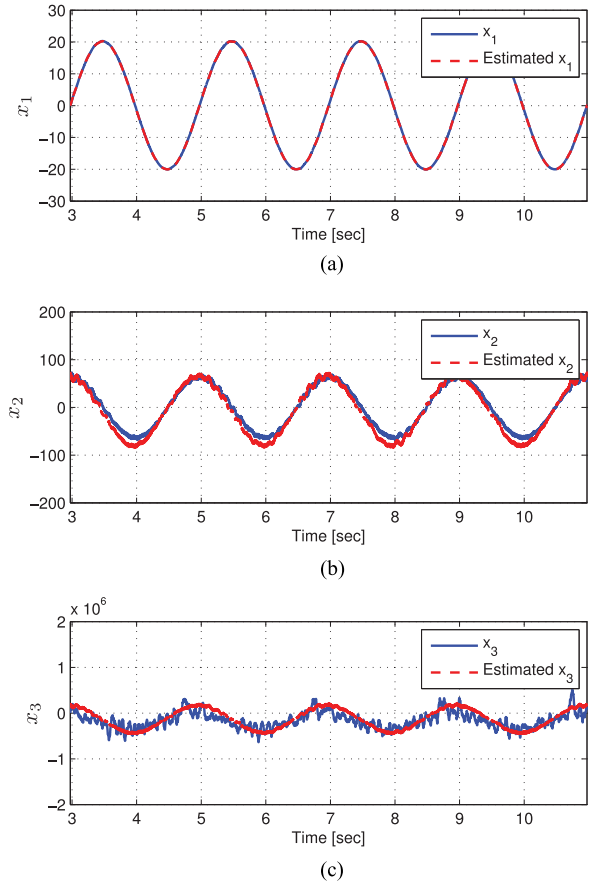 30
20
10
0
−10
−20
−30
x₁
x₁
Estimated x₁
3 4 5 6 7 8 9 10
Time [sec]
(a)
200
100
0
−100
−200
x₂
x₂
Estimated x₂
3 4 5 6 7 8 9 10
Time [sec]
(b)
x 10⁶
2
1
0
−1
−2
x₃
x₃
Estimated x₃
3 4 5 6 7 8 9 10
Time [sec]
(c)